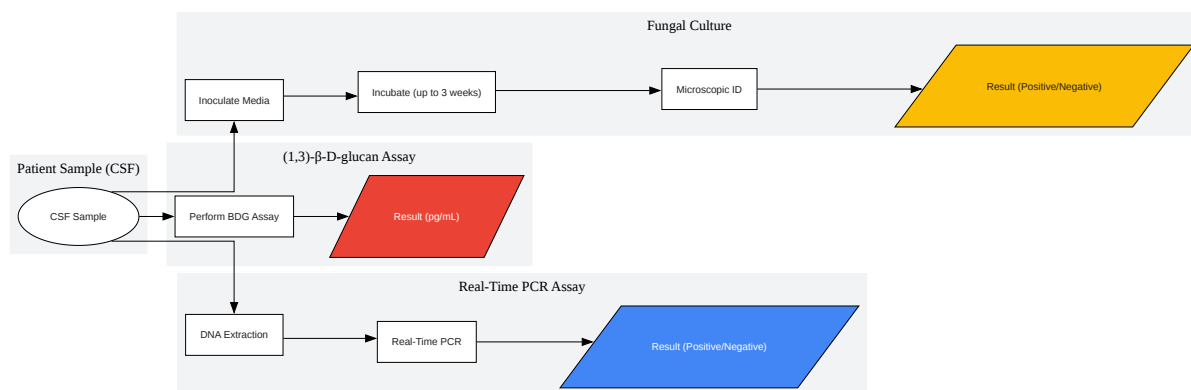 Fungal Culture
Inoculate Media
Incubate (up to 3 weeks)
Microscopic ID
Result (Positive/Negative)
Patient Sample (CSF)
CSF Sample
(1,3)-β-D-glucan Assay
Perform BDG Assay
Result (pg/mL)
Real-Time PCR Assay
DNA Extraction
Real-Time PCR
Result (Positive/Negative)